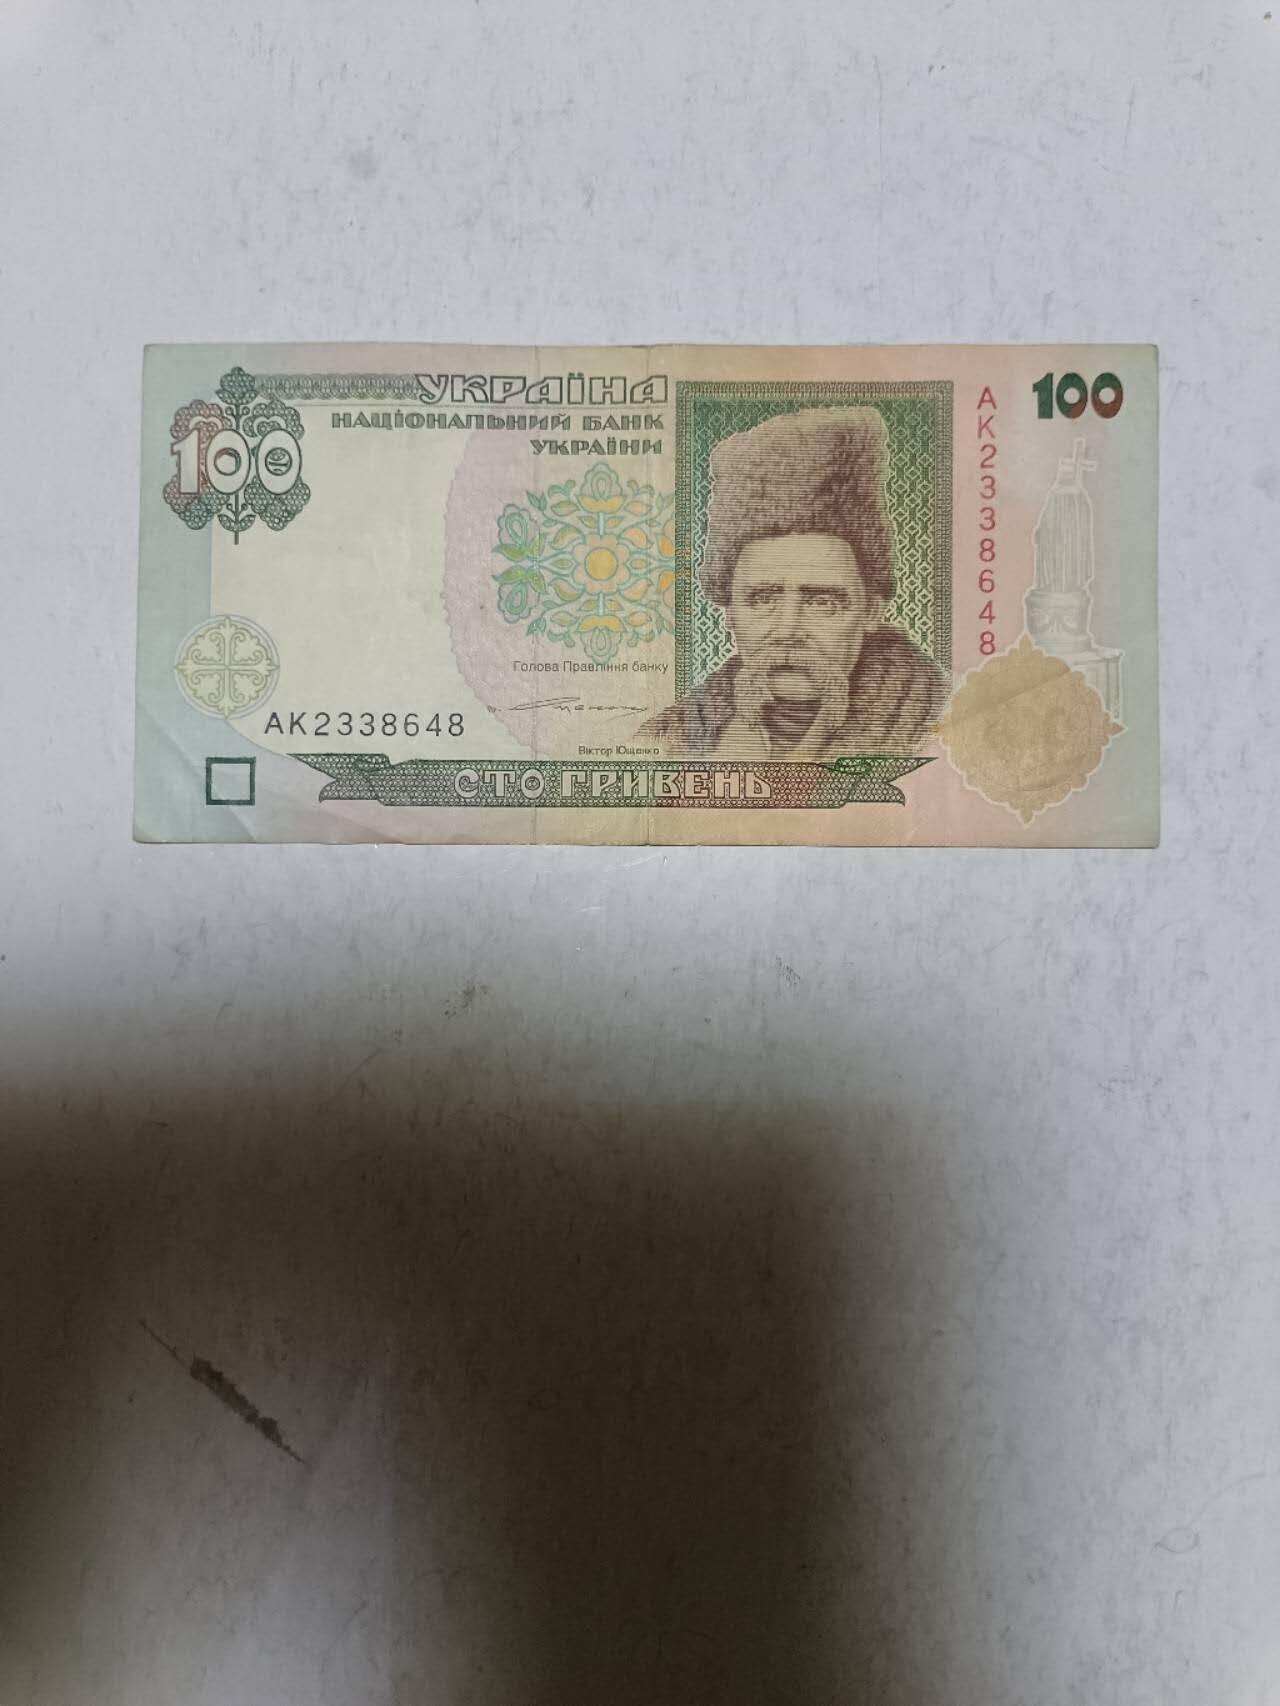 УКРАЇНА
НАЦІОНАЛЬНИЙ БАНК
УКРАЇНИ
100
100
АК2338648
Голова Правління банку
Віктор Ющенко
АК2338648
СТО ГРИВЕНЬ